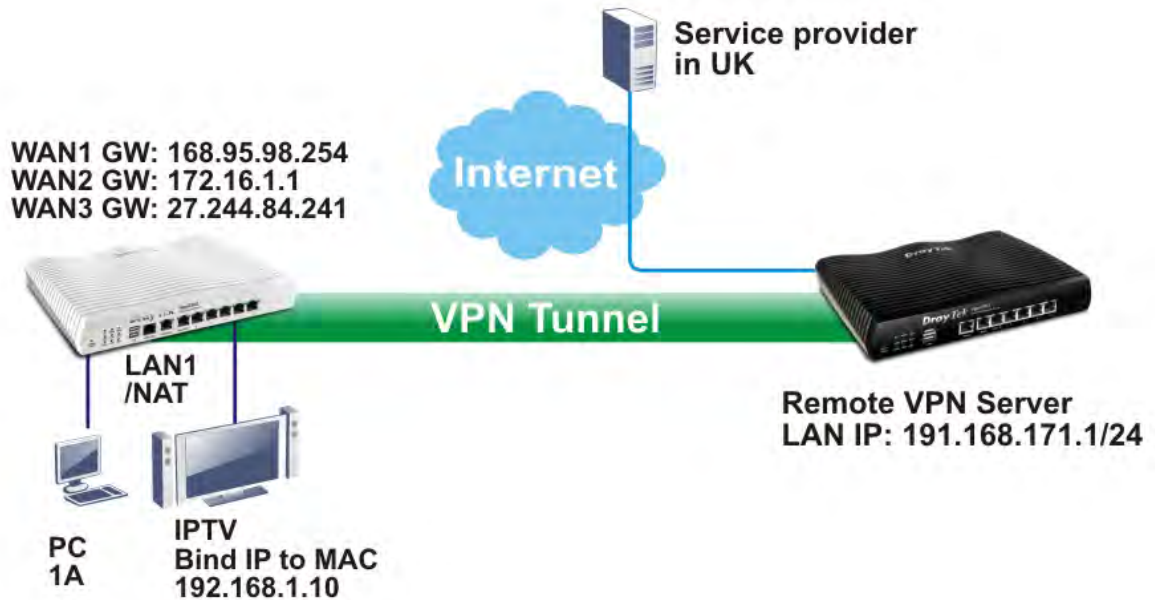 Service provider
in UK
WAN1 GW: 168.95.98.254
WAN2 GW: 172.16.1.1
WAN3 GW: 27.244.84.241
Internet
DrayTek
VPN Tunnel
DrayTek
LAN1
/NAT
Remote VPN Server
LAN IP: 191.168.171.1/24
PC
1A
IPTV
Bind IP to MAC
192.168.1.10